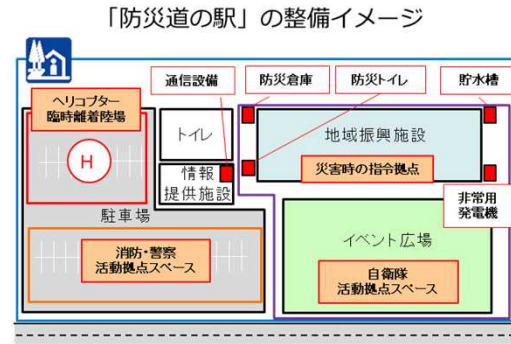 「防災道の駅」の整備イメージ
通信設備
防災倉庫
防災トイレ
貯水槽
ヘリコプター
臨時離着陸場
H
トイレ
情報
提供施設
地域振興施設
災害時の指令拠点
非常用
発電機
駐車場
消防・警察
活動拠点スペース
イベント広場
自衛隊
活動拠点スペース